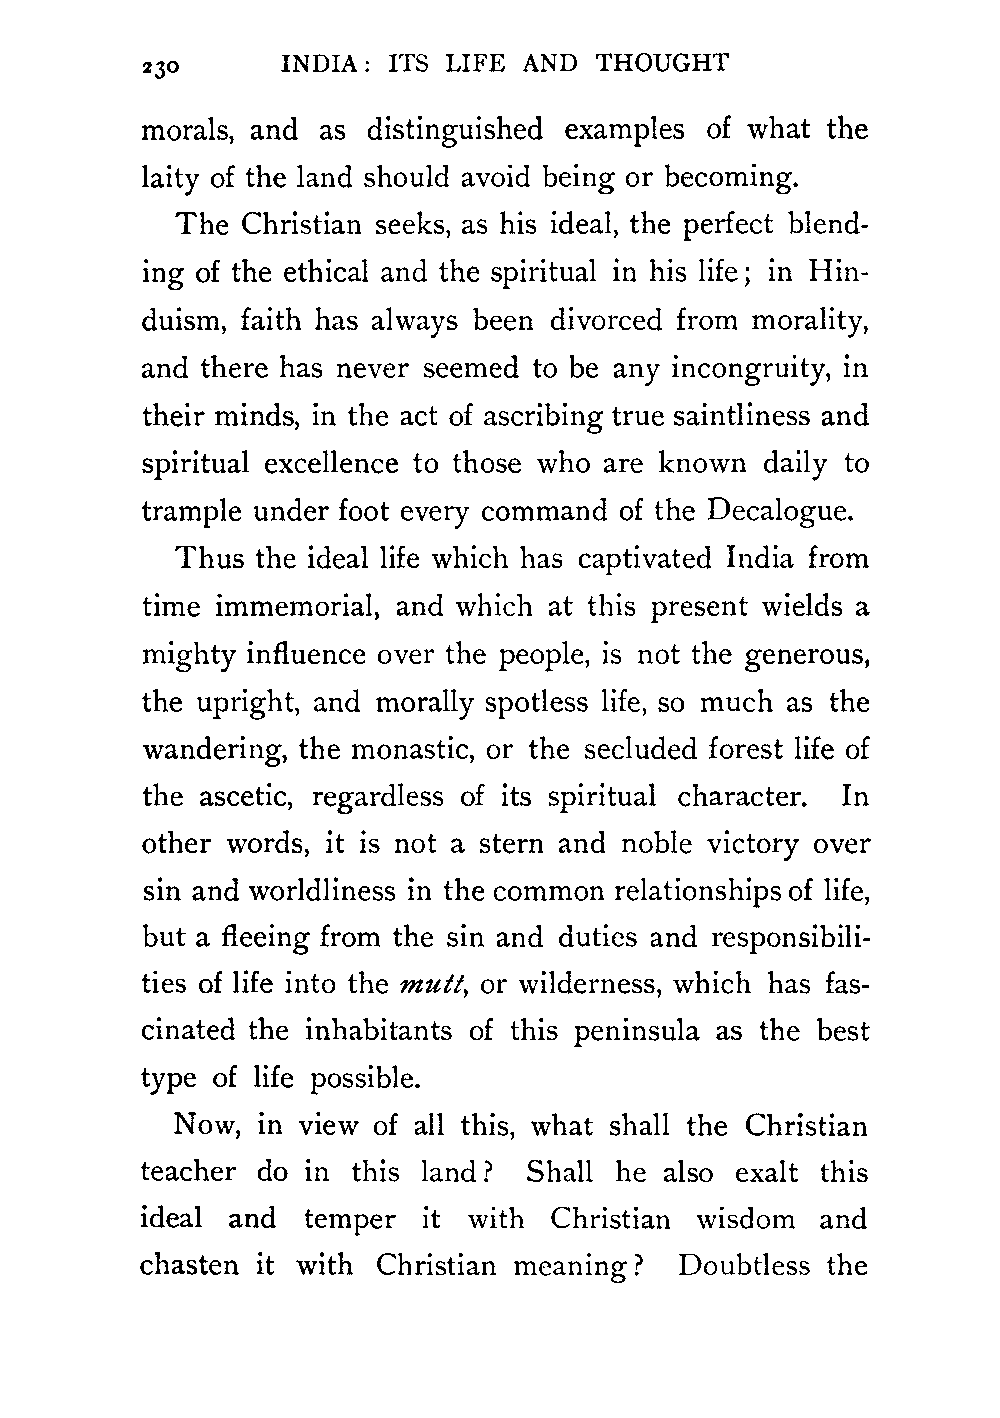 230 INDIA: ITS LIFE AND THOUGHT
morals, and as distinguished examples of what the
laity of the land should avoid being or becoming.
The Christian seeks, as his ideal, the perfect blend-
ing of the ethical and the spiritual in his life; in Hin-
duism, faith has always been divorced from morality,
and there has never seemed to be any incongruity, in
their minds, in the act of ascribing true saintliness and
spiritual excellence to those who are known daily to
trample under foot every command of the Decalogue.
Thus the ideal life which has captivated India from
time immemorial, and which at this present wields a
mighty influence over the people, is not the generous,
the upright, and morally spotless life, so much as the
wandering, the monastic, or the secluded forest life of
the ascetic, regardless of its spiritual character. In
other words, it is not a stern and noble victory over
sin and worldliness in the common relationships of life,
but a fleeing from the sin and duties and responsibili-
ties of life into the mutt, or wilderness, which has fas-
cinated the inhabitants of this peninsula as the best
type of life possible.
Now, in view of all this, what shall the Christian
teacher do in this land? Shall he also exalt this
ideal and temper it with Christian wisdom and
chasten it with Christian meaning? Doubtless the